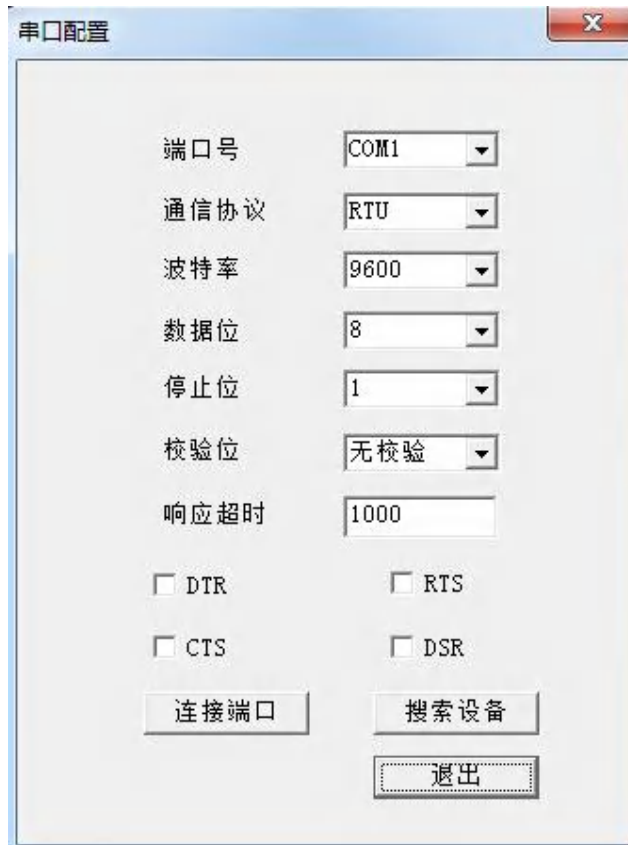 串口配置
端口号 COM1
通信协议 RTU
波特率 9600
数据位 8
停止位 1
校验位 无校验
响应超时 1000
DTR RTS
CTS DSR
连接端口 搜索设备
退出